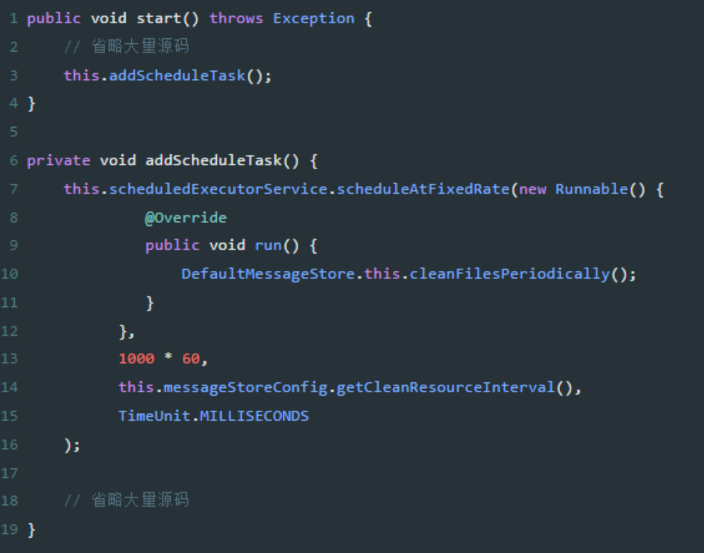 1 public void start() throws Exception {
2 // 省略大量源码
3 this.addScheduleTask();
4 }
5
6 private void addScheduleTask() {
7 this.scheduledExecutorService.scheduleAtFixedRate(new Runnable() {
8 @Override
9 public void run() {
10 DefaultMessageStore.this.cleanFilesPeriodically();
11 }
12 },
13 1000 * 60,
14 this.messageStoreConfig.getCleanResourceInterval(),
15 TimeUnit.MILLISECONDS
16 );
17
18 // 省略大量源码
19 }